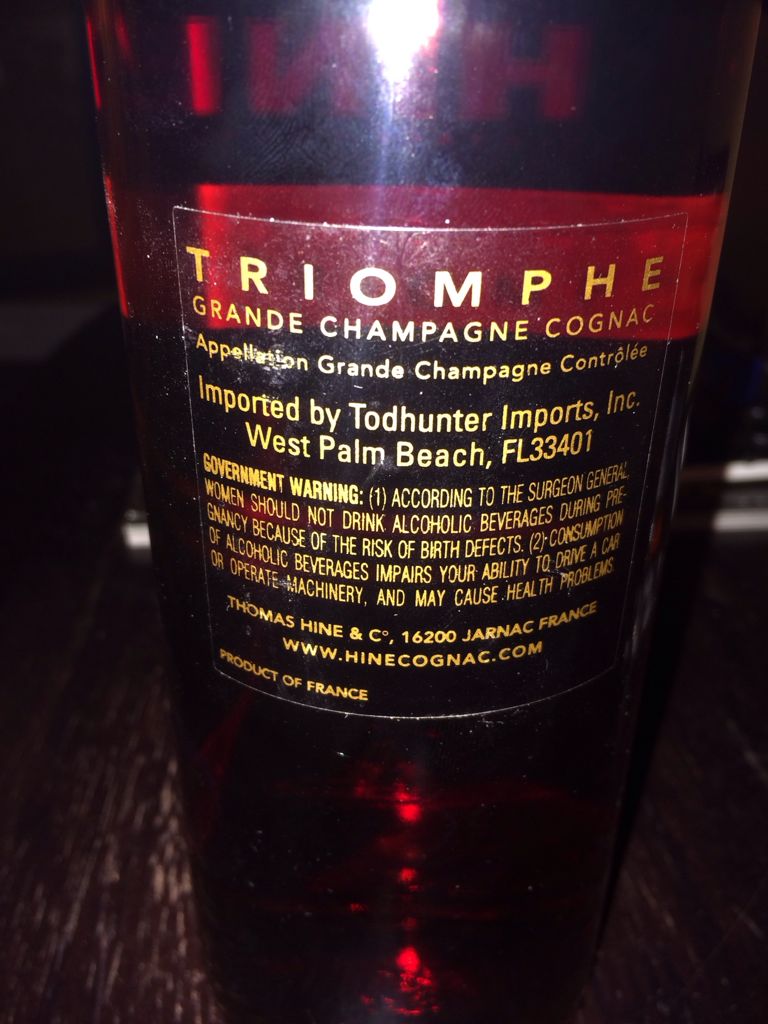 HINE
TRIOMPHE
GRANDE CHAMPAGNE COGNAC
Appellation Grande Champagne Contrôlée
Imported by Todhunter Imports, Inc.
West Palm Beach, FL33401
GOVERNMENT WARNING: (1) ACCORDING TO THE SURGEON GENERAL,
WOMEN SHOULD NOT DRINK ALCOHOLIC BEVERAGES DURING PRE-
GNANCY BECAUSE OF THE RISK OF BIRTH DEFECTS. (2) CONSUMPTION
OF ALCOHOLIC BEVERAGES IMPAIRS YOUR ABILITY TO DRIVE A CAR
OR OPERATE MACHINERY, AND MAY CAUSE HEALTH PROBLEMS.
THOMAS HINE & C°, 16200 JARNAC FRANCE
WWW.HINECOGNAC.COM
PRODUCT OF FRANCE